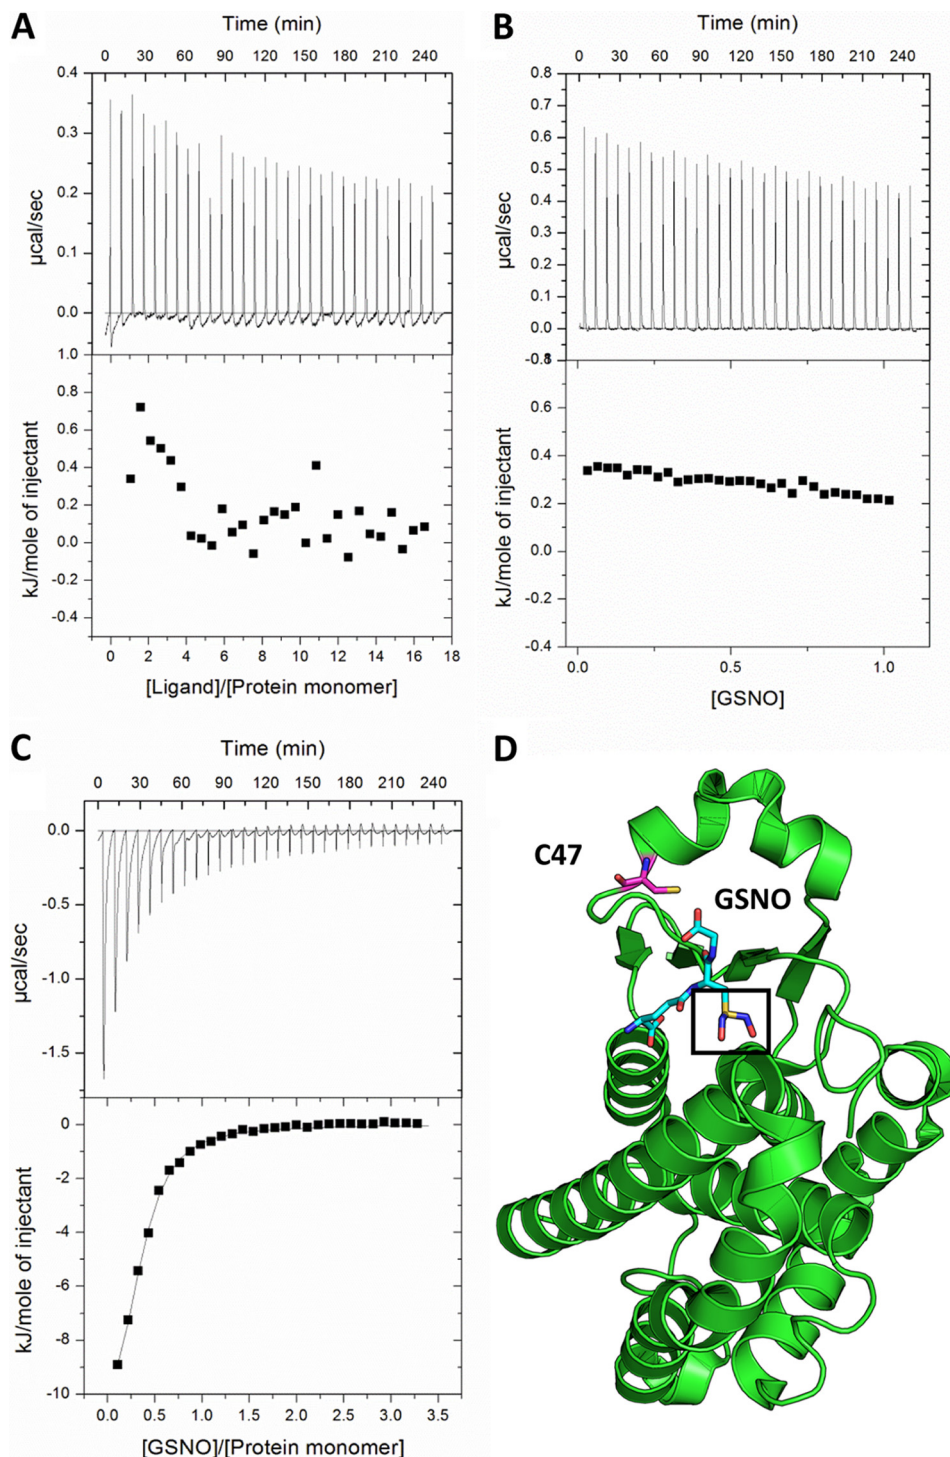 A
Time (min)
0 30 60 90 120 150 180 210 240
0.4
0.3
0.2
0.1
0.0
µcal/sec
1.0
0.8
0.6
0.4
0.2
0.0
-0.2
-0.4
kJ/mole of injectant
0 2 4 6 8 10 12 14 16 18
[Ligand]/[Protein monomer]
B
Time (min)
0 30 60 90 120 150 180 210 240
0.8
0.7
0.6
0.5
0.4
0.3
0.2
0.1
0.0
µcal/sec
0.6
0.4
0.2
0.0
-0.2
-0.4
kJ/mole of injectant
0.0 0.5 1.0
[GSNO]
C
Time (min)
0 30 60 90 120 150 180 210 240
0.0
-0.5
-1.0
-1.5
µcal/sec
0
-2
-4
-6
-8
-10
kJ/mole of injectant
0.0 0.5 1.0 1.5 2.0 2.5 3.0 3.5
[GSNO]/[Protein monomer]
D
C47
GSNO